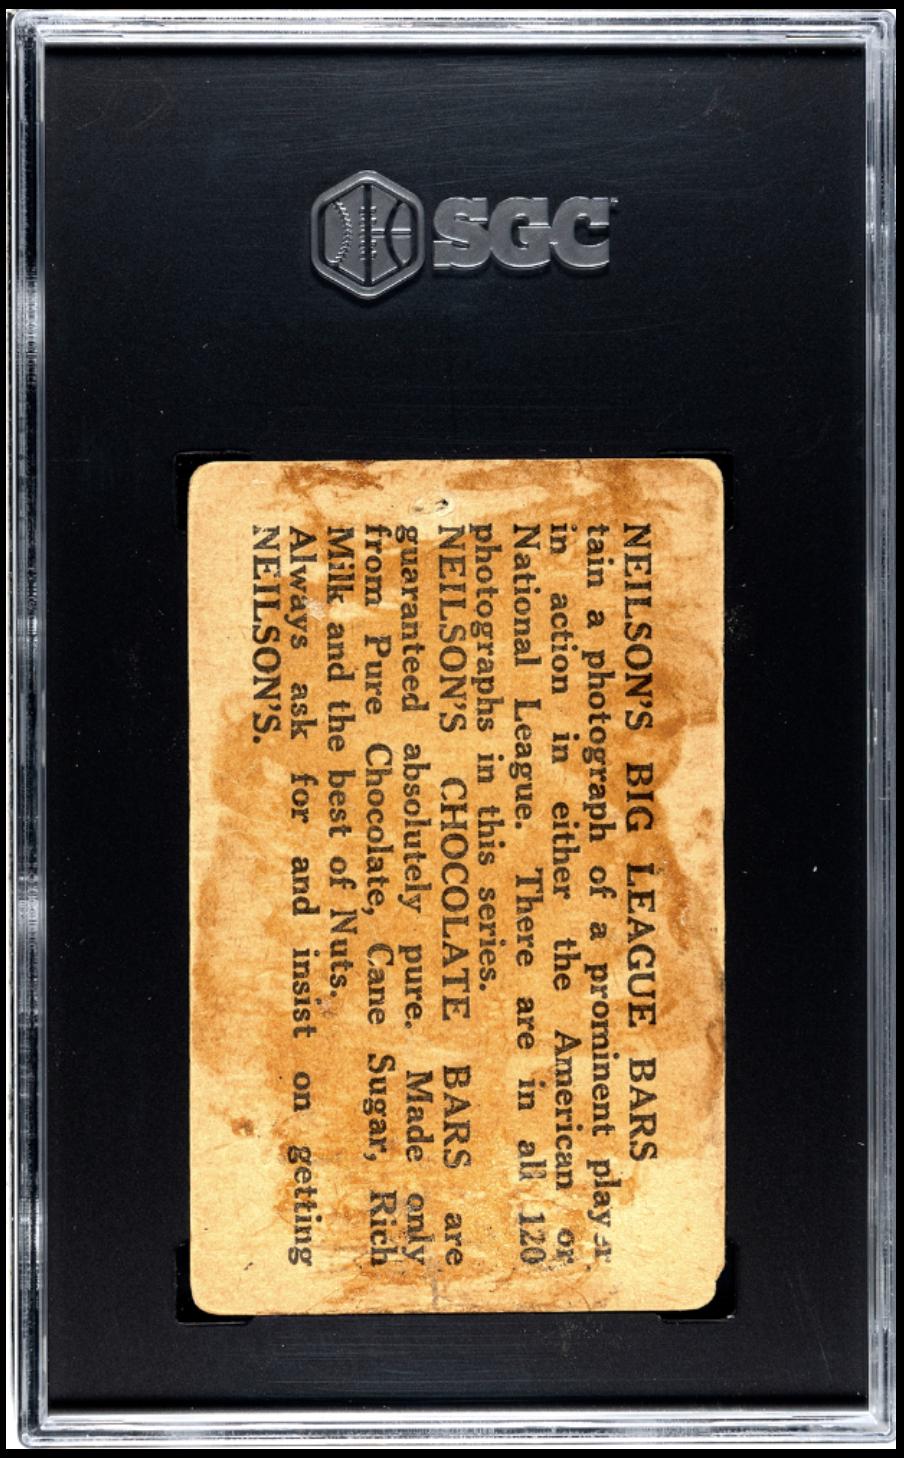 SGC
NEILSON'S BIG LEAGUE BARS
tain a photograph of a prominent player
in action in either the American or
National League. There are in all 120
photographs in this series.
NEILSON'S CHOCOLATE BARS are
guaranteed absolutely pure. Made only
from Pure Chocolate, Cane Sugar, Rich
Milk and the best of Nuts.
Always ask for and insist on getting
NEILSON'S.